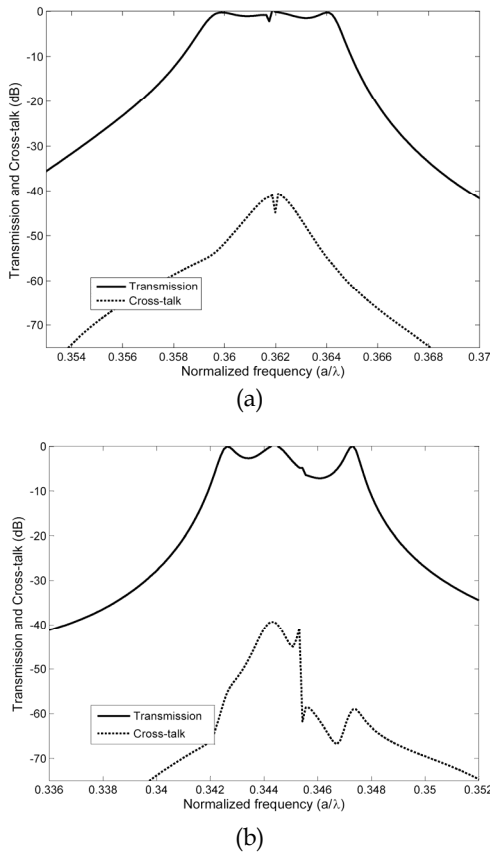 0
-10
-20
-30
-40
-50
-60
-70
Transmission and Cross-talk (dB)
Transmission
Cross-talk
0.354 0.356 0.358 0.36 0.362 0.364 0.366 0.368 0.37
Normalized frequency (a/λ)
(a)
0
-10
-20
-30
-40
-50
-60
-70
Transmission and Cross-talk (dB)
Transmission
Cross-talk
0.336 0.338 0.34 0.342 0.344 0.346 0.348 0.35 0.352
Normalized frequency (a/λ)
(b)